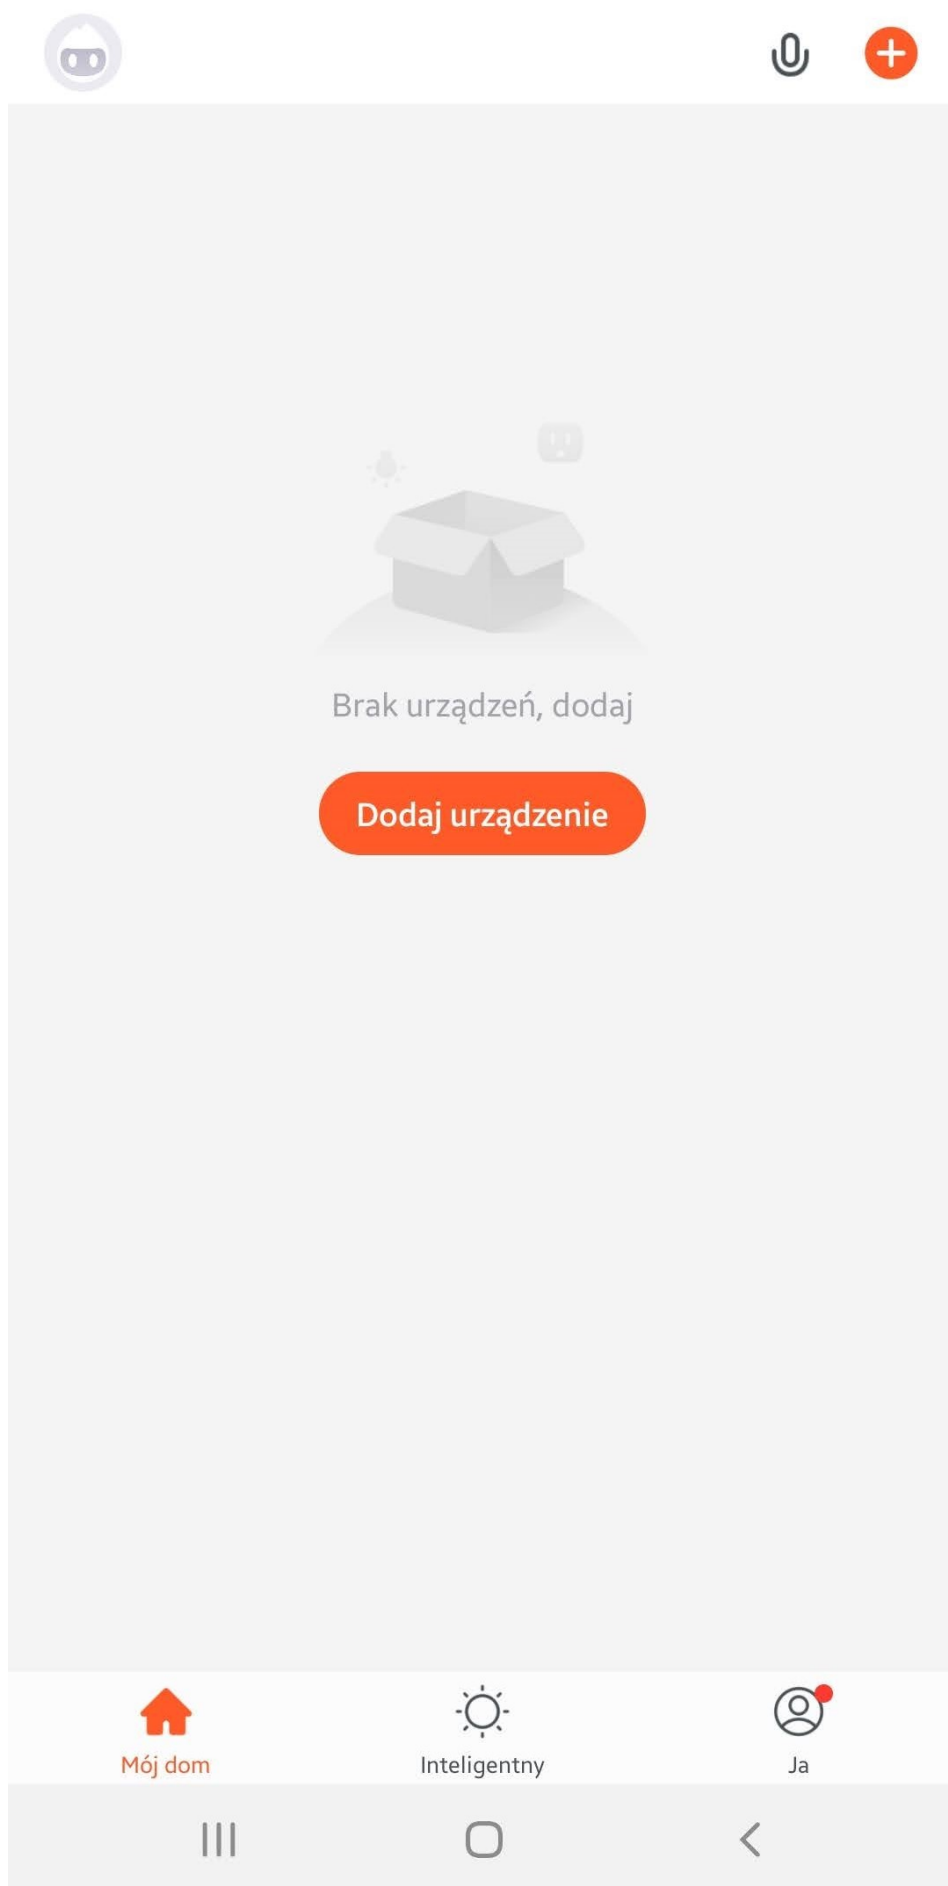 Brak urządzeń, dodaj
Dodaj urządzenie
Mój dom
Inteligentny
Ja